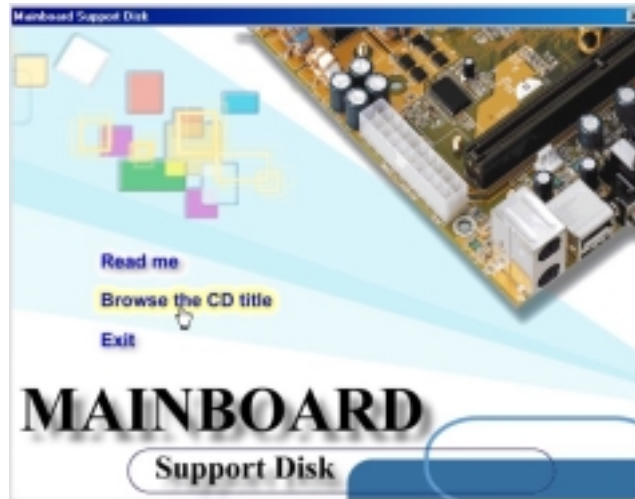 Mainboard Support Disk
Read me
Browse the CD title
Exit
MAINBOARD
Support Disk